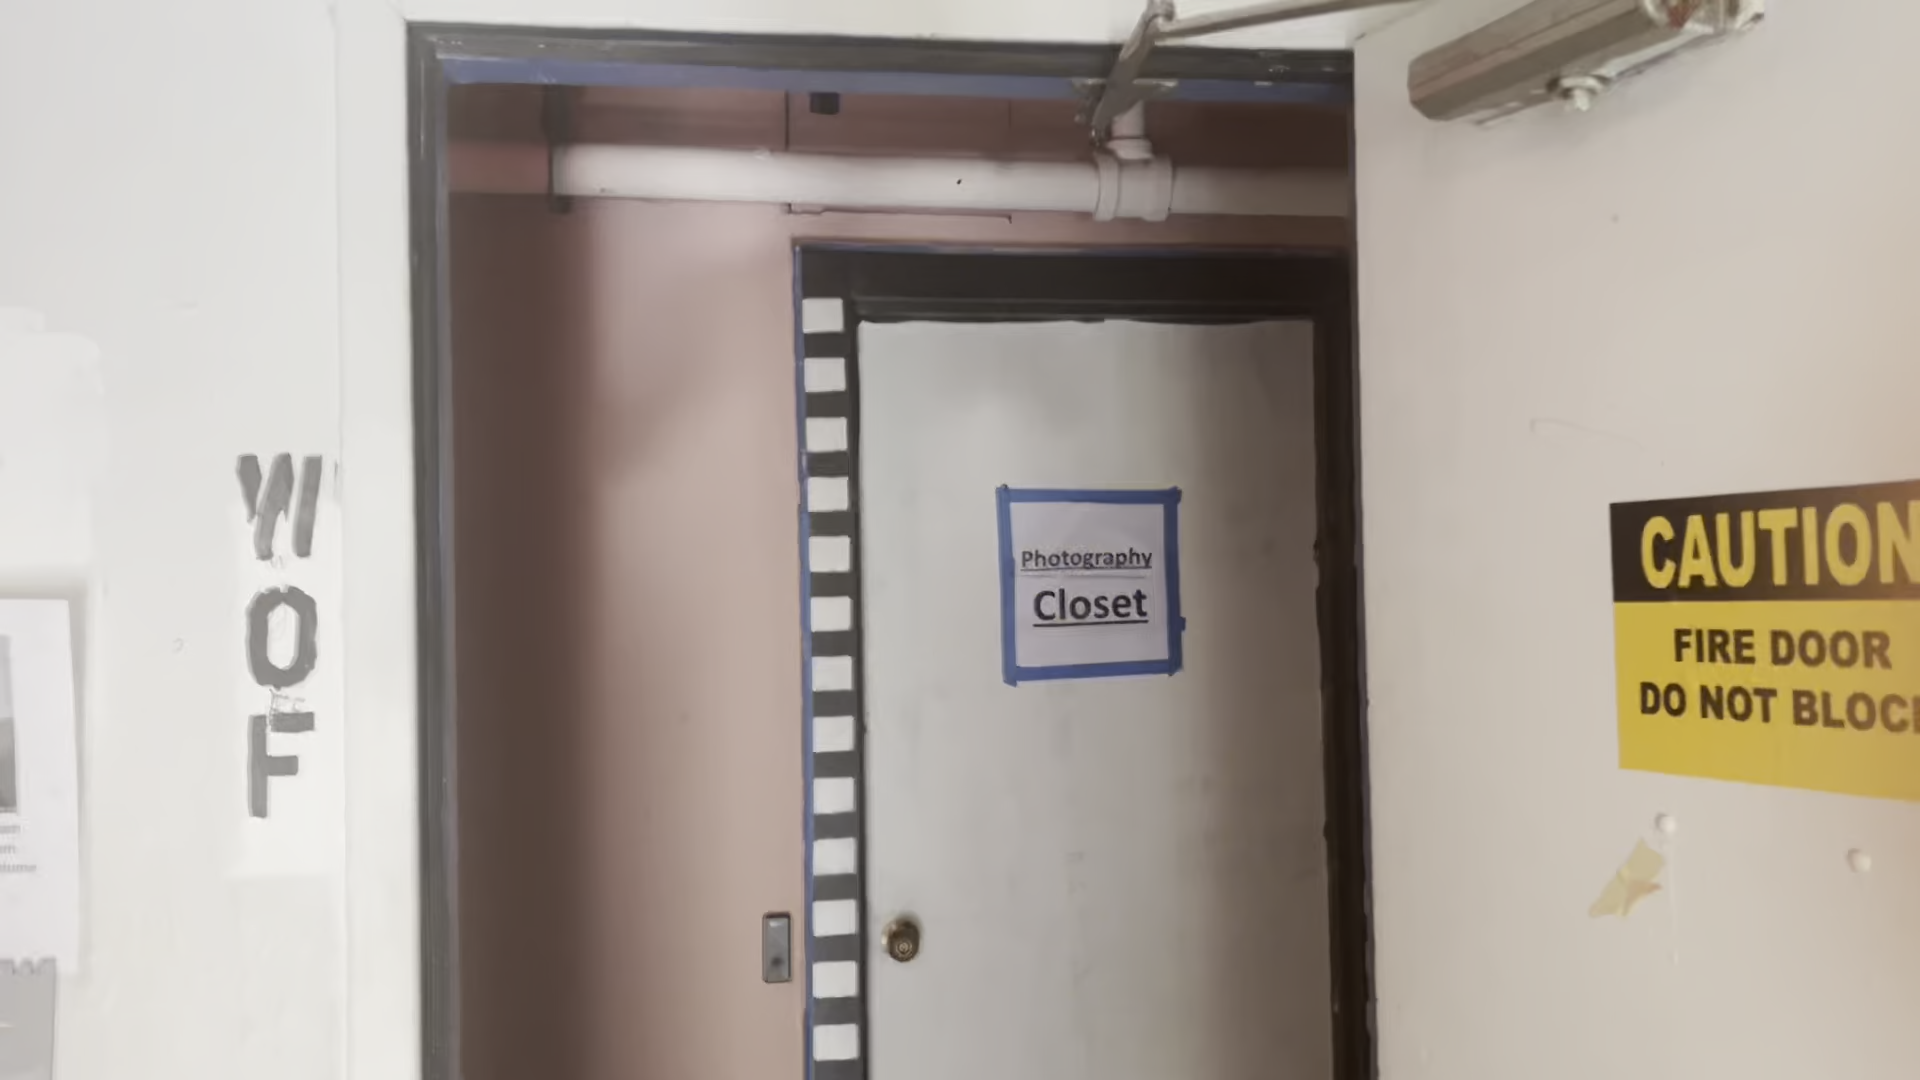 W
O
F
Photography
Closet
CAUTION
FIRE DOOR
DO NOT BLOC